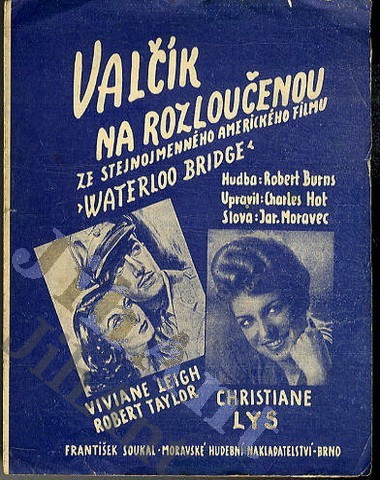 VALČÍK
NA ROZLOUČENOU
ZE STEJNOJMENNÉHO AMERICKÉHO FILMU
›WATERLOO BRIDGE‹
Hudba: Robert Burns
Upravil: Charles Hot
Slova: Jar. Moravec
VIVIANE LEIGH
ROBERT TAYLOR
CHRISTIANE
LYS
FRANTIŠEK SOUKAL - MORAVSKÉ HUDEBNÍ NAKLADATELSTVÍ - BRNO